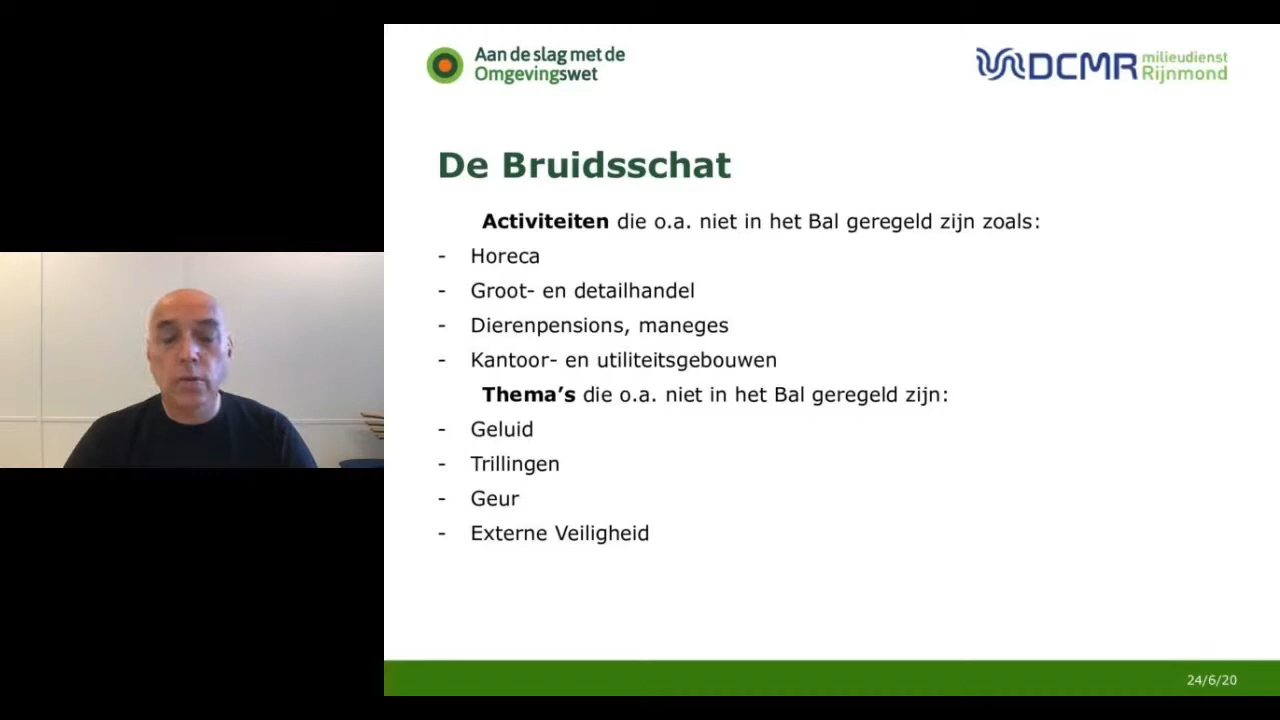 Aan de slag met de
Omgevingswet
DCMR milieudienst
Rijnmond
De Bruidsschat
Activiteiten die o.a. niet in het Bal geregeld zijn zoals:
- Horeca
- Groot- en detailhandel
- Dierenpensions, maneges
- Kantoor- en utiliteitsgebouwen
Thema's die o.a. niet in het Bal geregeld zijn:
- Geluid
- Trillingen
- Geur
- Externe Veiligheid
24/6/20